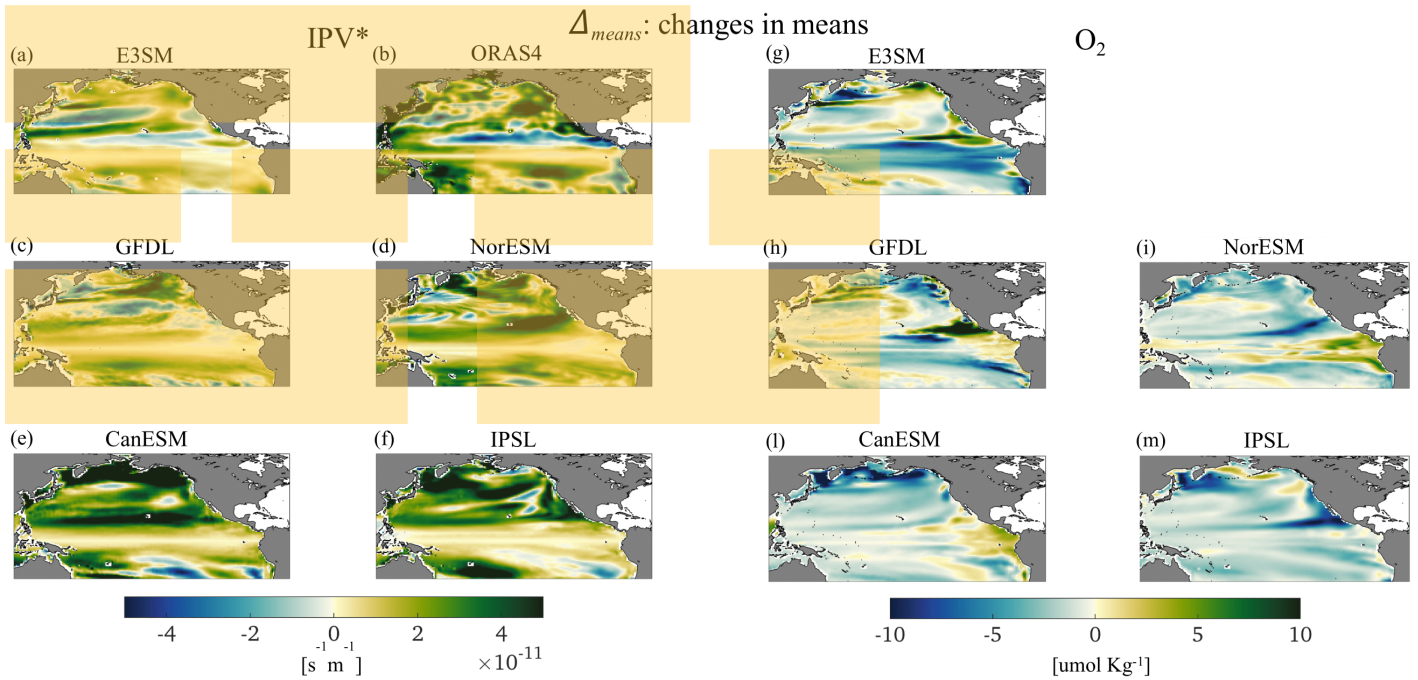 Δmeans: changes in means
IPV*
O2
(a) E3SM
(b) ORAS4
(g) E3SM
(c) GFDL
(d) NorESM
(h) GFDL
(i) NorESM
(e) CanESM
(f) IPSL
(l) CanESM
(m) IPSL
-4 -2 0 2 4
×10-11
[s-1 m-1]
-10 -5 0 5 10
[umol Kg-1]